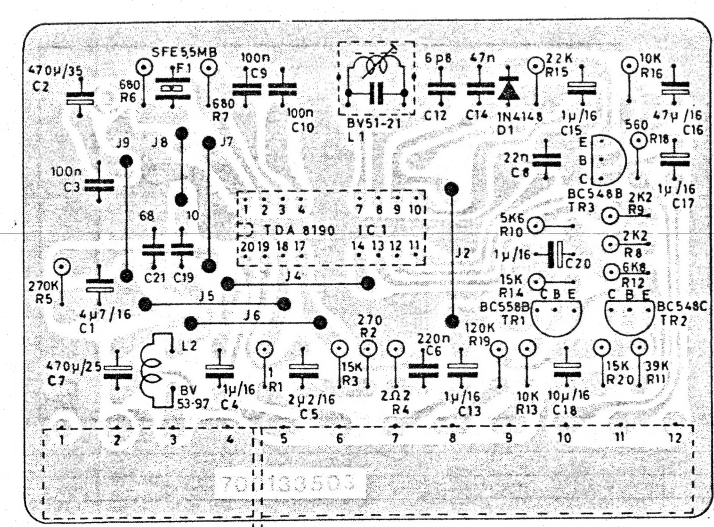 SFE5,5MB
470µ/35
C2
680
R6
F1
680
R7
100n
C9
100n
C10
BV51-21
L1
6p8
C12
47n
C14
1N4148
D1
22K
R15
1µ/16
C15
10K
R16
47µ/16
C16
J9
J8
J7
100n
C3
22n
C8
E
B
C
BC548B
TR3
560
R18
1µ/16
C17
1 2 3 4 7 8 9 10
TDA 8190 IC1
20 19 18 17 14 13 12 11
68
C21
10
C19
J2
5K6
R10
2K2
R9
1µ/16
C20
2K2
R8
270K
R5
4µ7/16
C1
J4
J5
J6
15K
R14
6K8
R12
C B E
BC558B
TR1
C B E
BC548C
TR2
470µ/25
C7
L2
BV
53-97
1µ/16
C4
1
R1
2µ2/16
C5
15K
R3
270
R2
2Ω2
R4
220n
C6
1µ/16
C13
120K
R19
10K
R13
10µ/16
C18
15K
R20
39K
R11
1 2 3 4 5 6 7 8 9 10 11 12